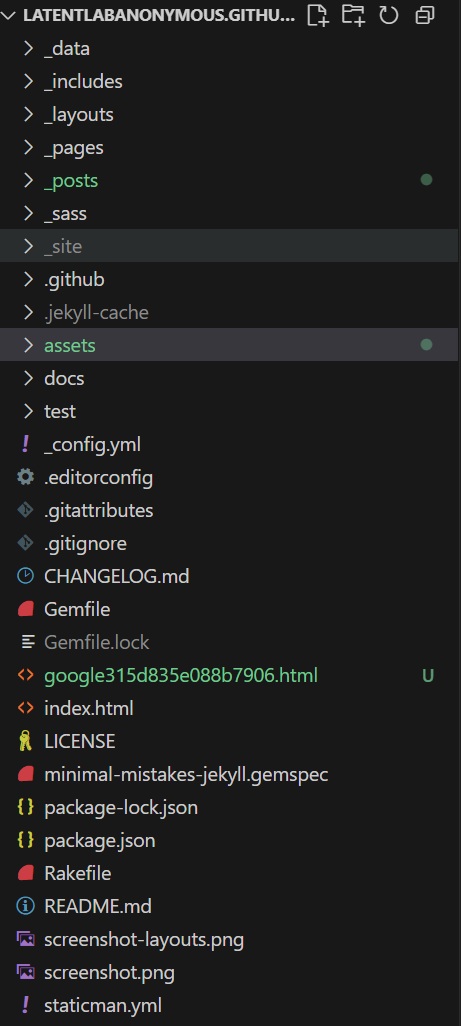 LATENTLABANONYMOUS.GITHU...
_data
_includes
_layouts
_pages
_posts
_sass
_site
.github
.jekyll-cache
assets
docs
test
_config.yml
.editorconfig
.gitattributes
.gitignore
CHANGELOG.md
Gemfile
Gemfile.lock
google315d835e088b7906.html U
index.html
LICENSE
minimal-mistakes-jekyll.gemspec
package-lock.json
package.json
Rakefile
README.md
screenshot-layouts.png
screenshot.png
staticman.yml